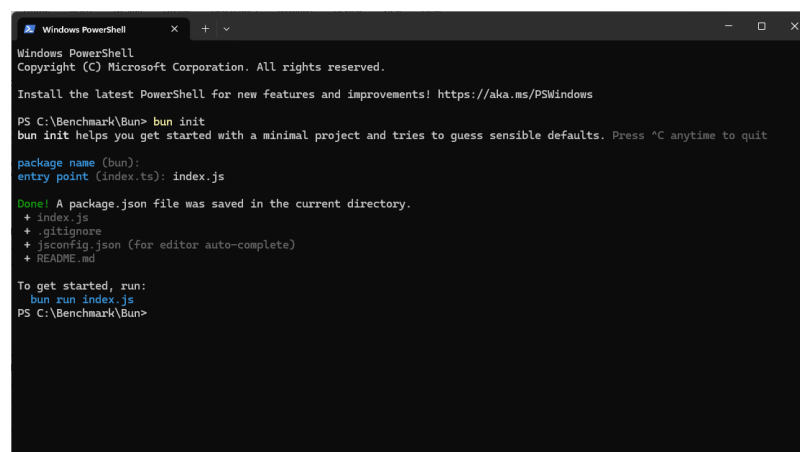 Windows PowerShell
Windows PowerShell
Copyright (C) Microsoft Corporation. All rights reserved.
Install the latest PowerShell for new features and improvements! https://aka.ms/PSWindows
PS C:\Benchmark\Bun> bun init
bun init helps you get started with a minimal project and tries to guess sensible defaults. Press ^C anytime to quit
package name (bun):
entry point (index.ts): index.js
Done! A package.json file was saved in the current directory.
+ index.js
+ .gitignore
+ jsconfig.json (for editor auto-complete)
+ README.md
To get started, run:
bun run index.js
PS C:\Benchmark\Bun>